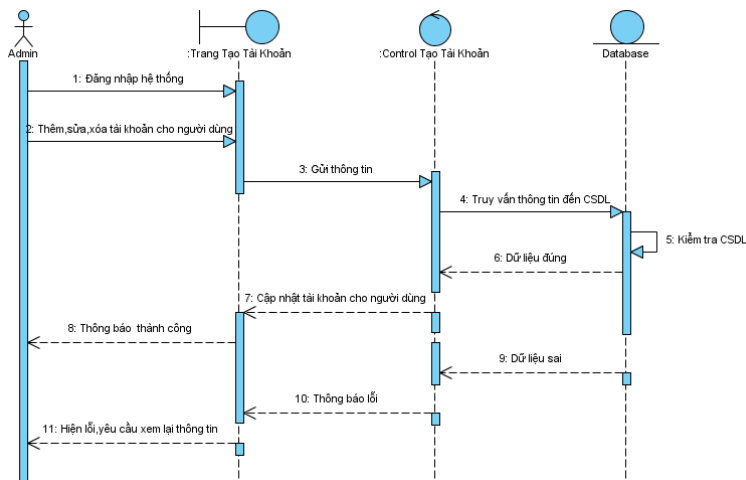 Admin
:Trang Tạo Tài Khoản
:Control Tạo Tài Khoản
Database
1: Đăng nhập hệ thống
2: Thêm,sửa,xóa tài khoản cho người dùng
3: Gửi thông tin
4: Truy vấn thông tin đến CSDL
5: Kiểm tra CSDL
6: Dữ liệu đúng
7: Cập nhật tài khoản cho người dùng
8: Thông báo thành công
9: Dữ liệu sai
10: Thông báo lỗi
11: Hiện lỗi,yêu cầu xem lại thông tin